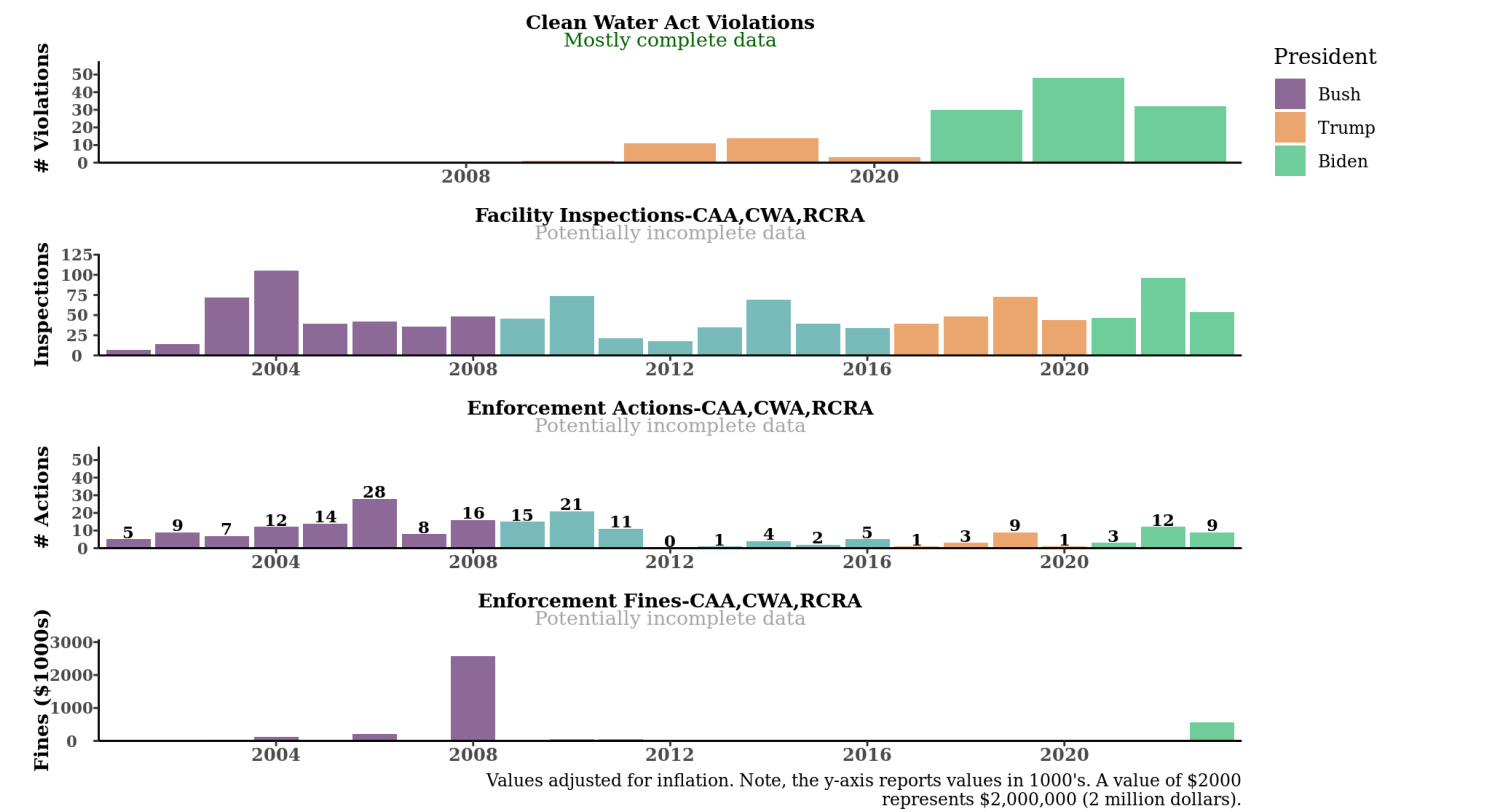 Clean Water Act Violations
Mostly complete data
# Violations
50
40
30
20
10
0
2008
2020
President
Bush
Trump
Biden
Facility Inspections-CAA,CWA,RCRA
Potentially incomplete data
Inspections
125
100
75
50
25
0
2004
2008
2012
2016
2020
Enforcement Actions-CAA,CWA,RCRA
Potentially incomplete data
# Actions
50
40
30
20
10
0
5 9 7 12 14 28 8 16 15 21 11 0 1 4 2 5 1 3 9 1 3 12 9
2004
2008
2012
2016
2020
Enforcement Fines-CAA,CWA,RCRA
Potentially incomplete data
Fines ($1000s)
3000
2000
1000
0
2004
2008
2012
2016
2020
Values adjusted for inflation. Note, the y-axis reports values in 1000's. A value of $2000
represents $2,000,000 (2 million dollars).